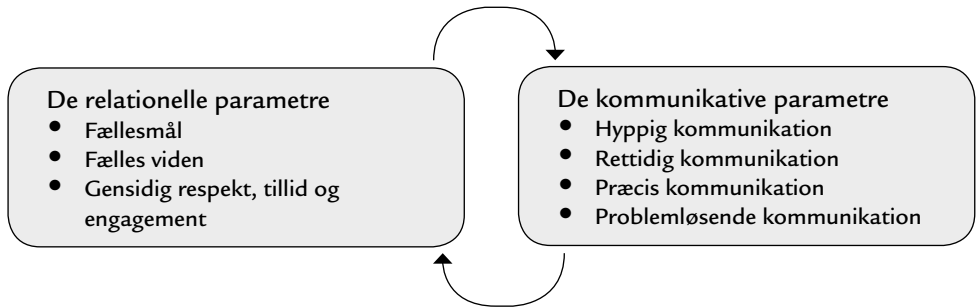 De relationelle parametre
• Fællesmål
• Fælles viden
• Gensidig respekt, tillid og
engagement
De kommunikative parametre
• Hyppig kommunikation
• Rettidig kommunikation
• Præcis kommunikation
• Problemløsende kommunikation